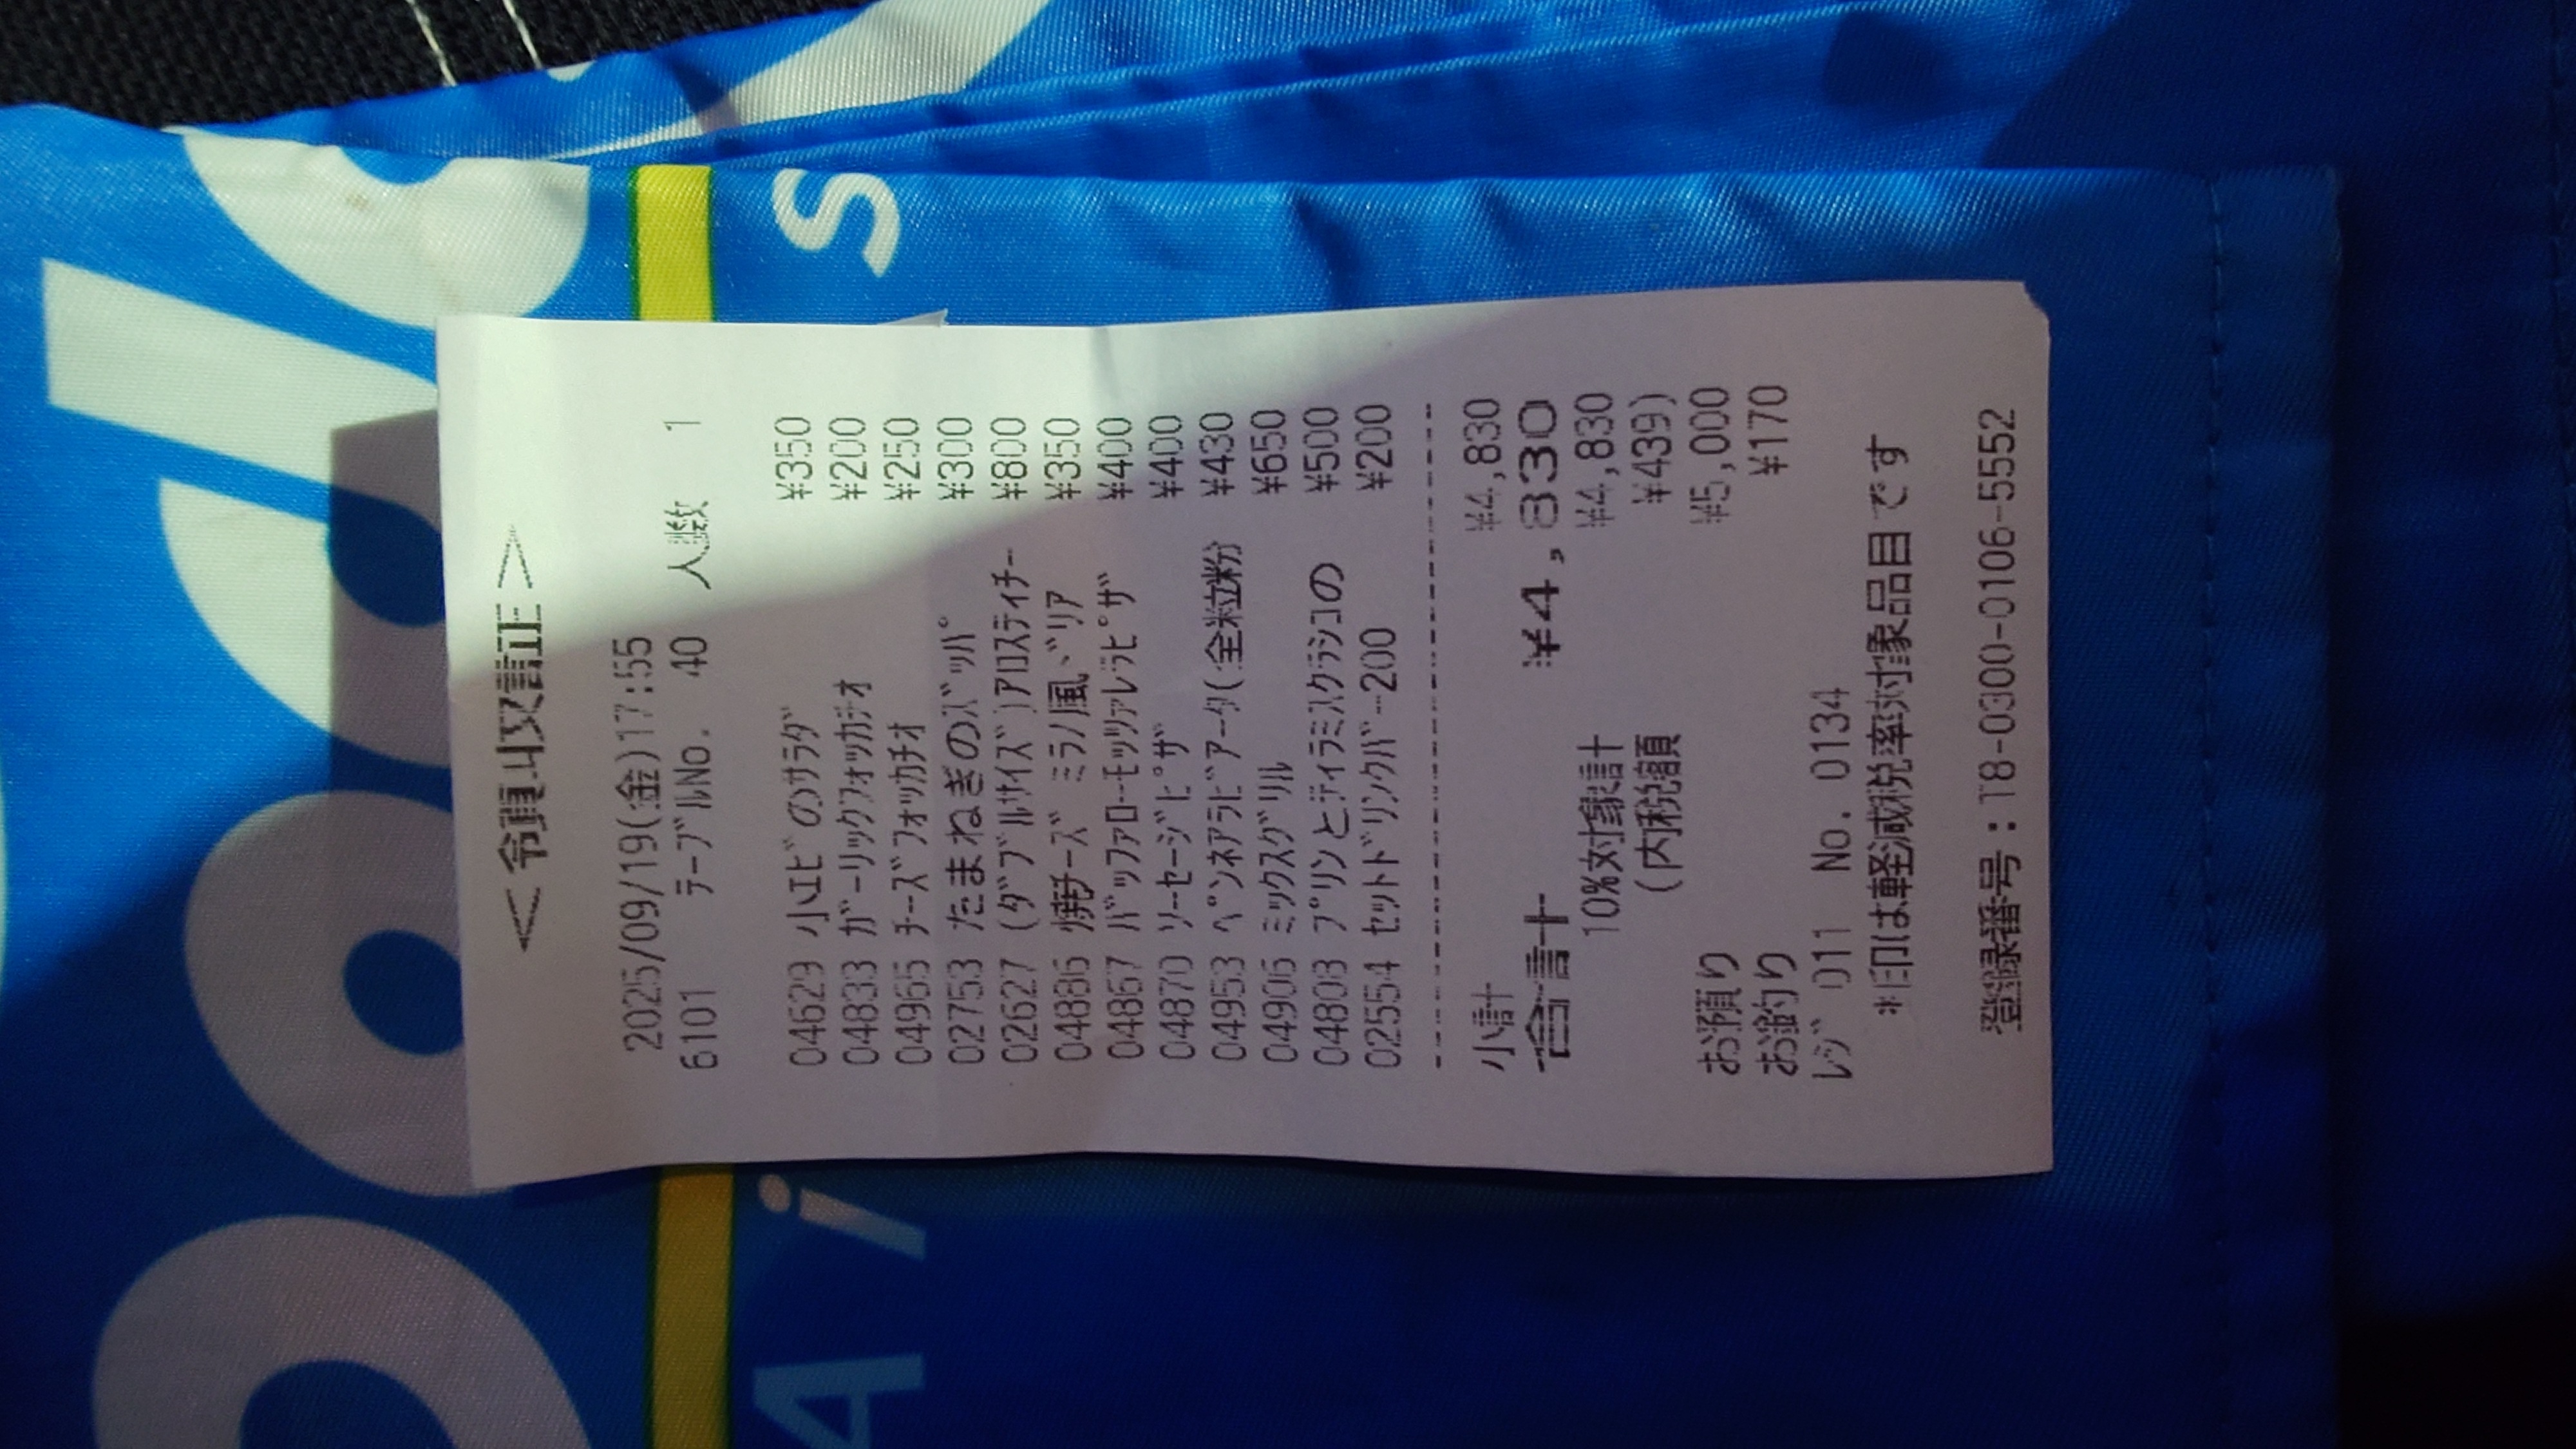 <領収証>
2025/09/19(金)17:55
6101 テーブルNo. 40 人数 1
04629 小エビのサラダ ¥350
04833 ガーリックフォッカチオ ¥200
04965 チーズフォッカチオ ¥250
02753 たまねぎのズッパ ¥300
02627 (ダブルサイズ)アロスティチー ¥800
04886 焼チーズ ミラノ風ドリア ¥350
04867 バッファローモッツァレラピザ ¥400
04870 ソーセージピザ ¥400
04953 ペンネアラビアータ(全粒粉 ¥430
04906 ミックスグリル ¥650
04808 プリンとティラミスクラシコの ¥500
02554 セットドリンクバー200 ¥200
小計 ¥4,830
合計 ¥4,830
10%対象計 ¥4,830
(内税額 ¥439)
お預り ¥5,000
お釣り ¥170
レジ 011 No. 0134
*印は軽減税率対象品目です
登録番号:T8-0300-0106-5552